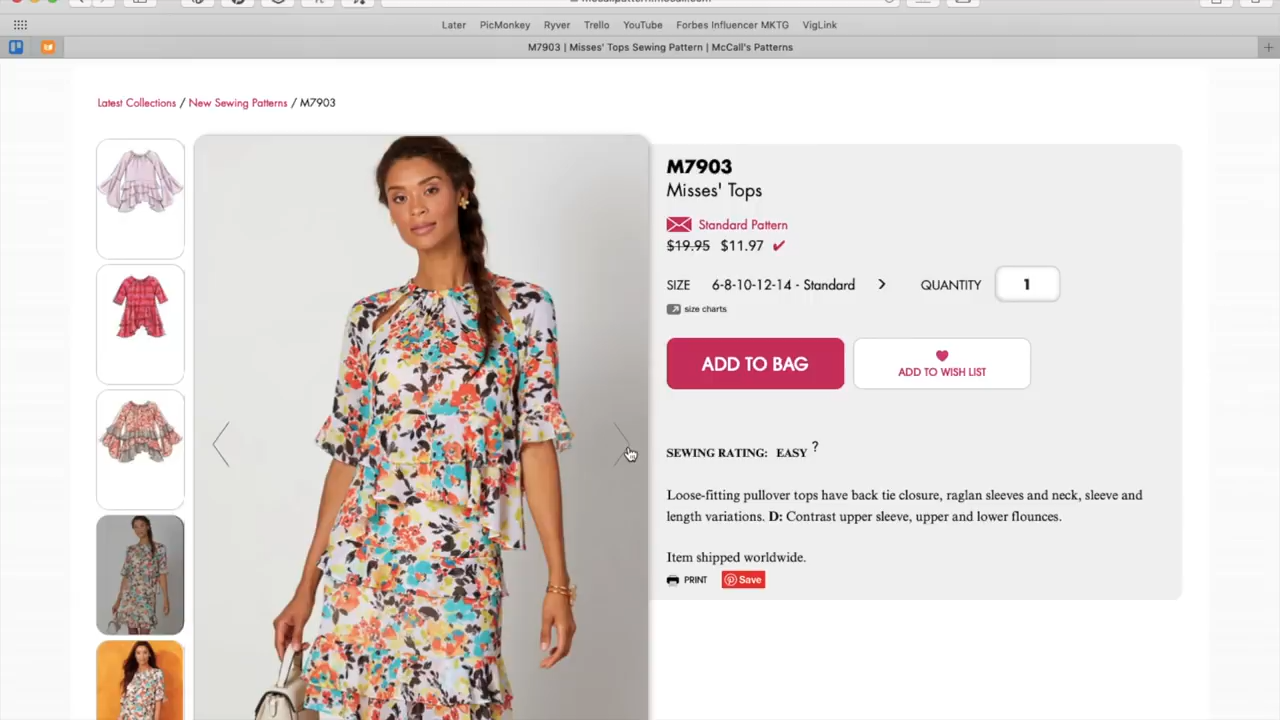 Later PicMonkey Ryver Trello YouTube Forbes Influencer MKTG VigLink
M7903 | Misses' Tops Sewing Pattern | McCall's Patterns
Latest Collections / New Sewing Patterns / M7903
M7903
Misses' Tops
Standard Pattern
$19.95 $11.97
SIZE 6-8-10-12-14 - Standard QUANTITY 1
size charts
ADD TO BAG
ADD TO WISH LIST
SEWING RATING: EASY ?
Loose-fitting pullover tops have back tie closure, raglan sleeves and neck, sleeve and
length variations. D: Contrast upper sleeve, upper and lower flounces.
Item shipped worldwide.
PRINT Save